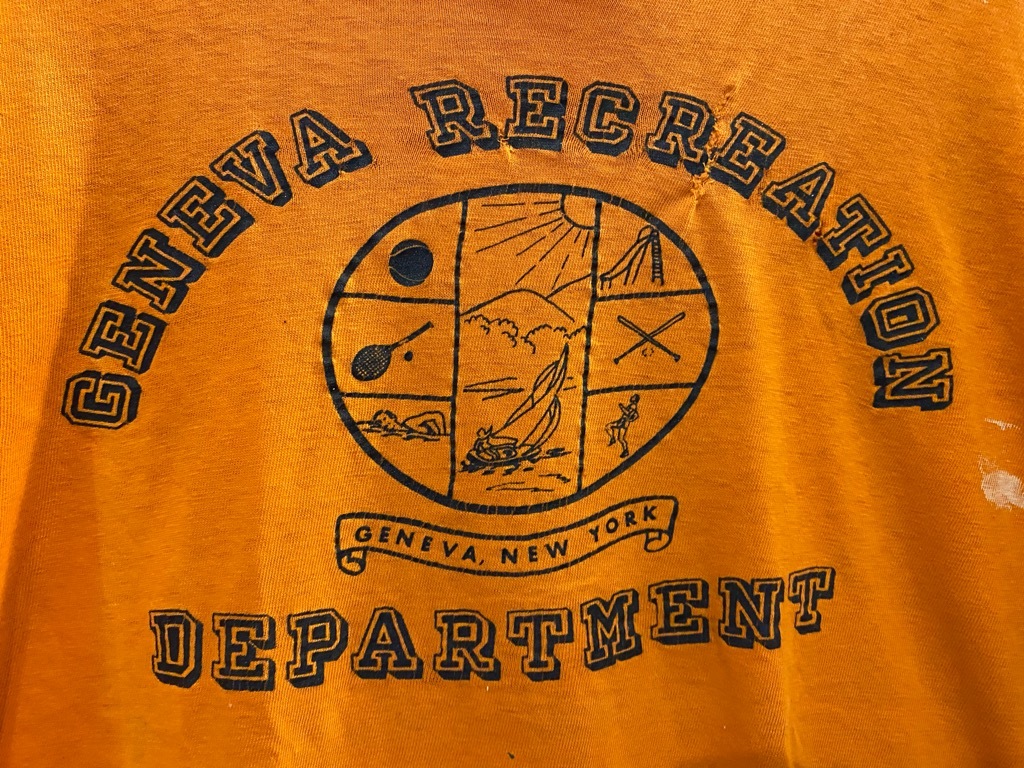 GENEVA RECREATION
GENEVA, NEW YORK
DEPARTMENT